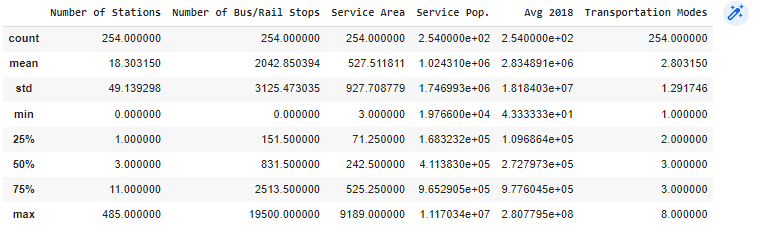 Number of Stations Number of Bus/Rail Stops Service Area Service Pop. Avg 2018 Transportation Modes
count 254.000000 254.000000 254.000000 2.540000e+02 2.540000e+02 254.000000
mean 18.303150 2042.850394 527.511811 1.024310e+06 2.834891e+06 2.803150
std 49.139298 3125.473035 927.708779 1.746993e+06 1.818403e+07 1.291746
min 0.000000 0.000000 3.000000 1.976600e+04 4.333333e+01 1.000000
25% 1.000000 151.500000 71.250000 1.683232e+05 1.096864e+05 2.000000
50% 3.000000 831.500000 242.500000 4.113830e+05 2.727973e+05 3.000000
75% 11.000000 2513.500000 525.250000 9.652905e+05 9.776045e+05 3.000000
max 485.000000 19500.000000 9189.000000 1.117034e+07 2.807795e+08 8.000000